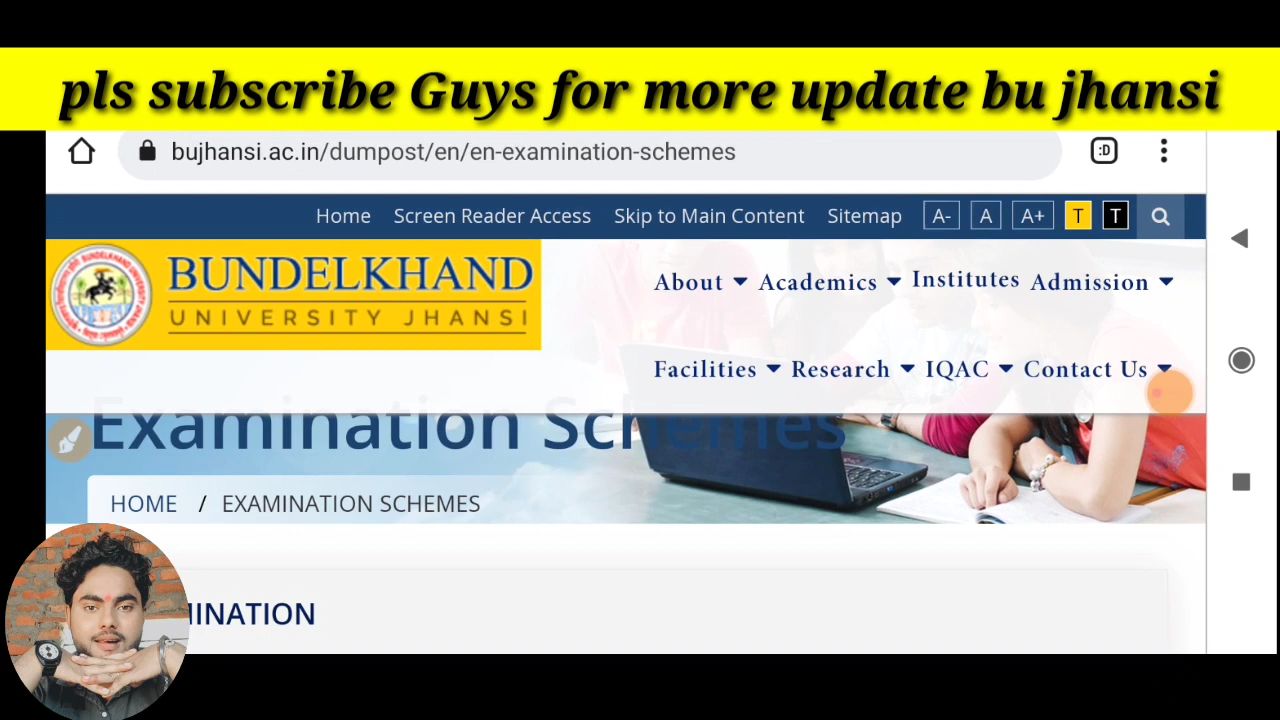 pls subscribe Guys for more update bu jhansi
bujhansi.ac.in/dumpost/en/en-examination-schemes
:D
Home Screen Reader Access Skip to Main Content Sitemap A- A A+ T T
BUNDELKHAND
UNIVERSITY JHANSI
About Academics Institutes Admission
Facilities Research IQAC Contact Us
Examination Schemes
HOME / EXAMINATION SCHEMES
MINATION